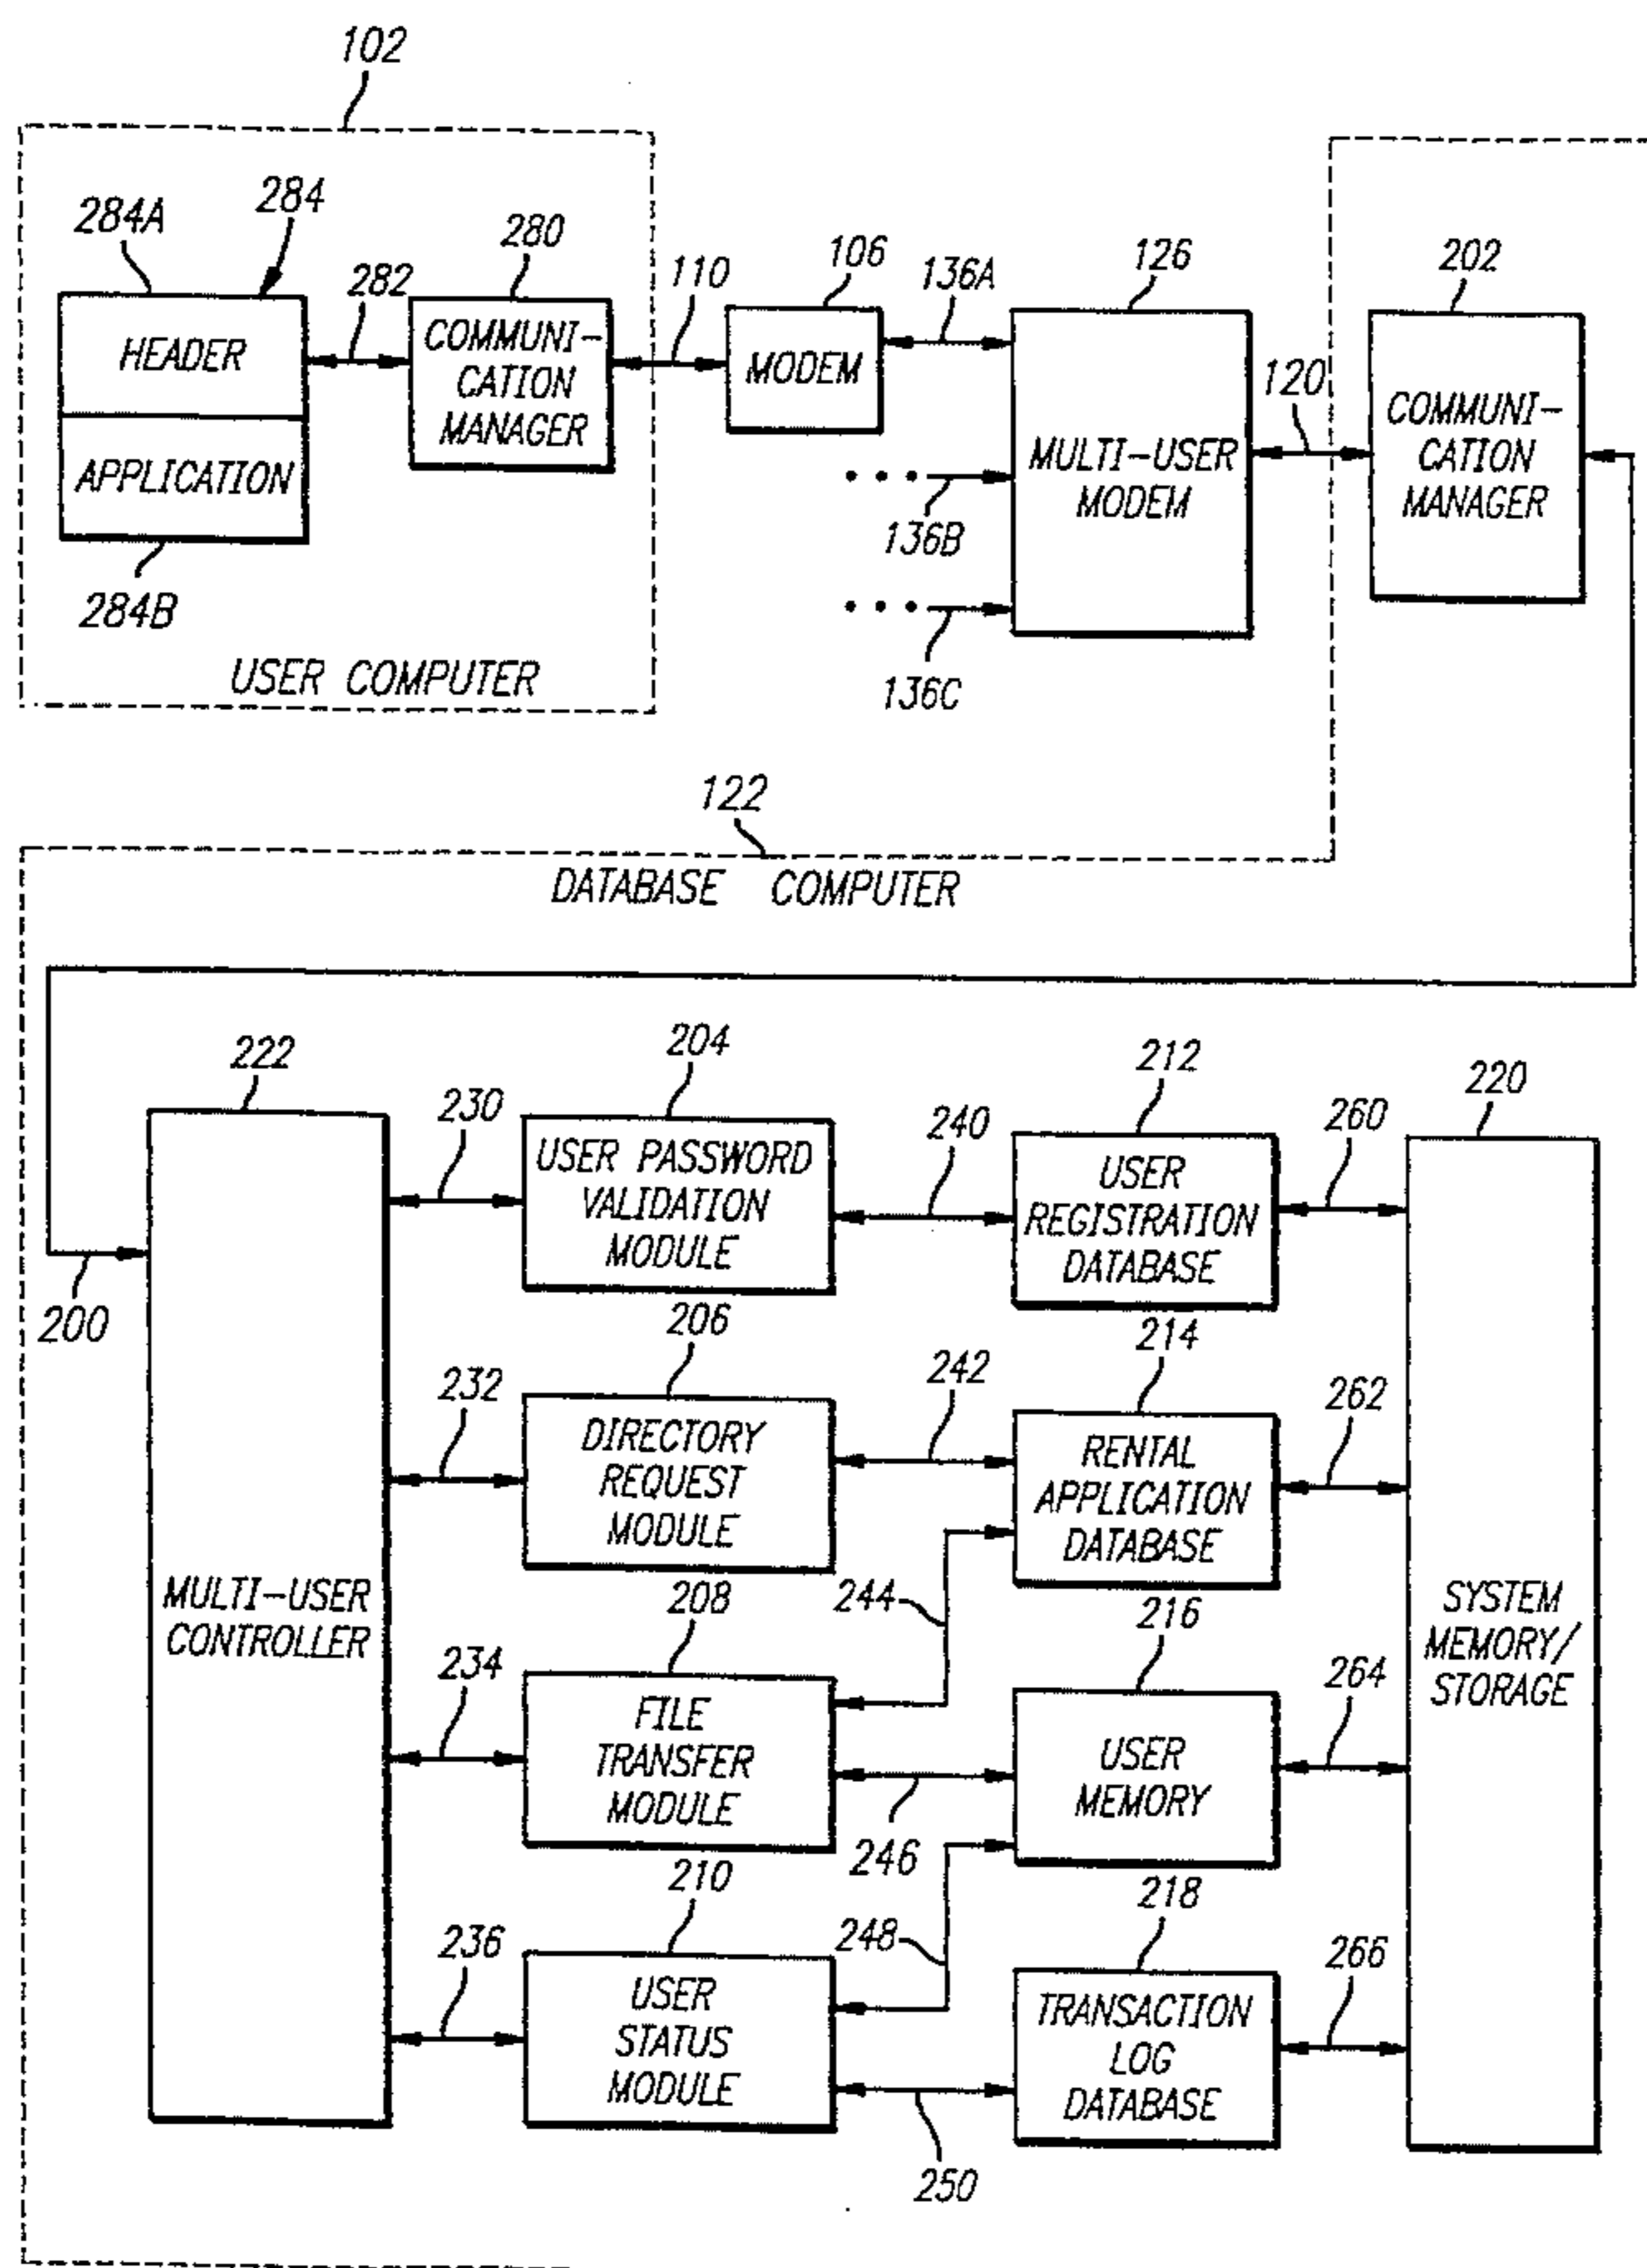 102
284A
284
280
282
110
106
136A
126
202
HEADER
COMMUNI-
CATION
MANAGER
MODEM
120
COMMUNI-
CATION
MANAGER
APPLICATION
MULTI-USER
MODEM
136B
284B
136C
USER COMPUTER
122
DATABASE COMPUTER
222
204
212
220
230
240
260
USER PASSWORD
VALIDATION
MODULE
USER
REGISTRATION
DATABASE
200
206
214
232
242
262
DIRECTORY
REQUEST
MODULE
RENTAL
APPLICATION
DATABASE
MULTI-USER
CONTROLLER
208
244
216
SYSTEM
MEMORY/
STORAGE
234
264
FILE
TRANSFER
MODULE
USER
MEMORY
246
210
218
236
248
266
USER
STATUS
MODULE
TRANSACTION
LOG
DATABASE
250